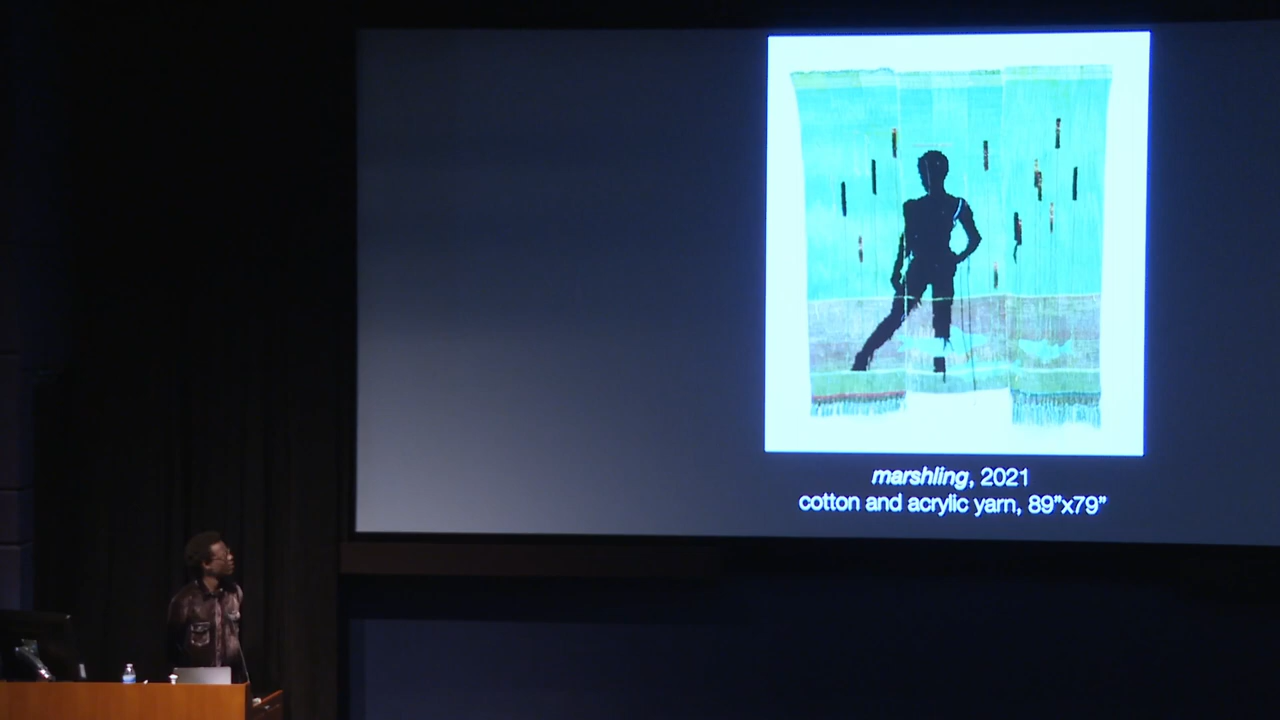 marshling, 2021
cotton and acrylic yarn, 89”x79”